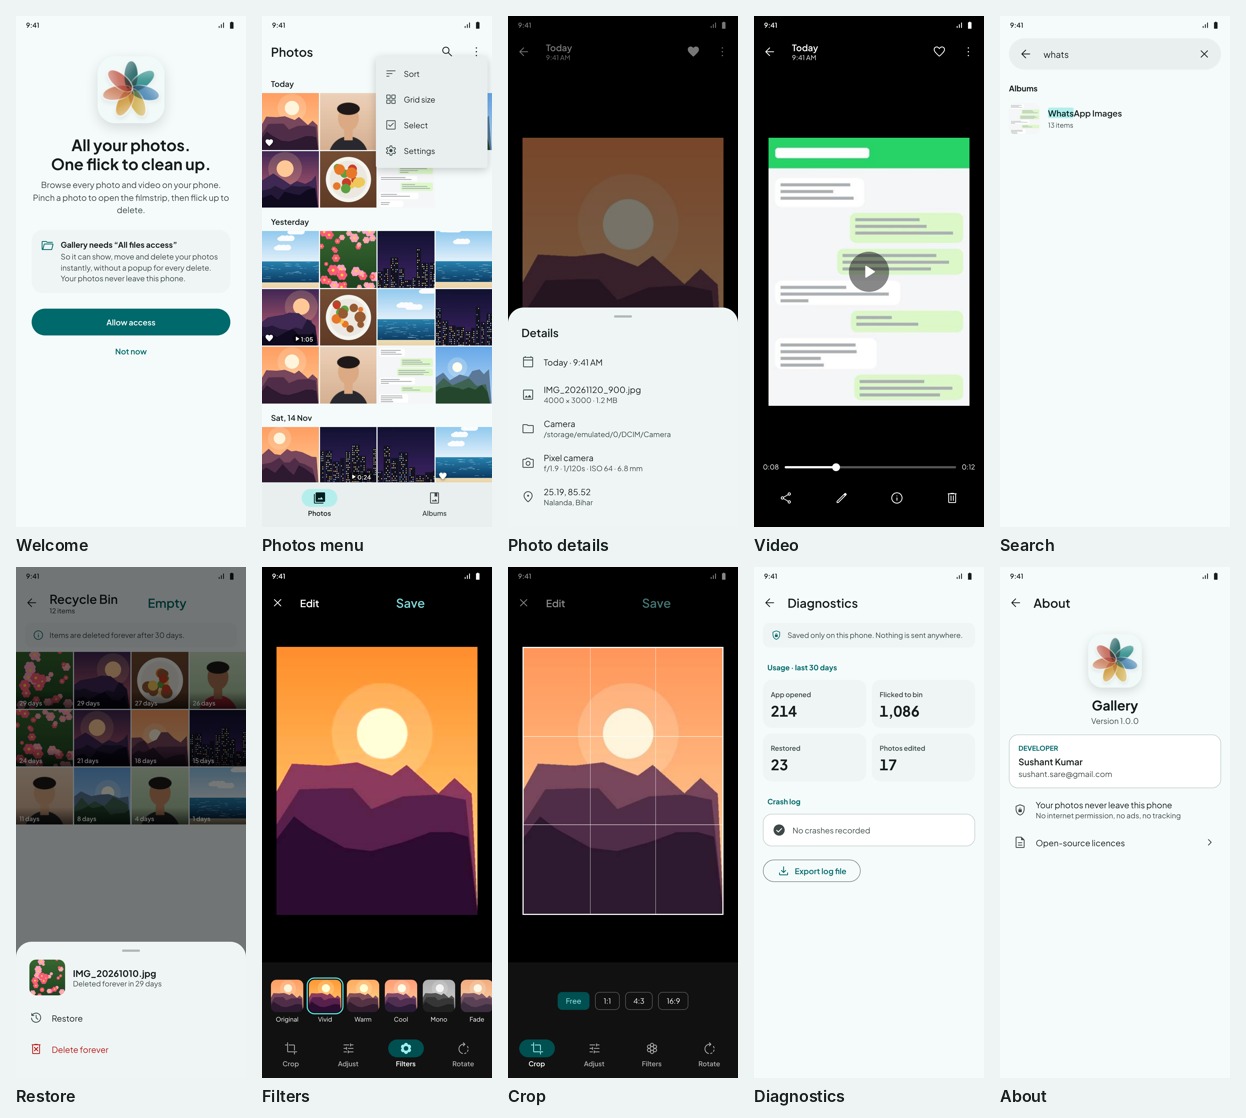 9:41
All your photos.
One flick to clean up.
Browse every photo and video on your phone.
Pinch a photo to open the filmstrip, then flick up to
delete.
Gallery needs “All files access”
So it can show, move and delete your photos
instantly, without a popup for every delete.
Your photos never leave this phone.
Allow access
Not now
Welcome
9:41
Photos
Sort
Grid size
Select
Settings
Today
Yesterday
1:05
Sat, 14 Nov
0:24
Photos
Albums
Photos menu
9:41
Today
9:41 AM
Details
Today · 9:41 AM
IMG_20261120_900.jpg
4000 × 3000 · 1.2 MB
Camera
/storage/emulated/0/DCIM/Camera
Pixel camera
f/1.9 · 1/120s · ISO 64 · 6.8 mm
25.19, 85.52
Nalanda, Bihar
Photo details
9:41
Today
9:41 AM
0:08
0:12
Video
9:41
whats
Albums
WhatsApp Images
13 items
Search
9:41
Recycle Bin
12 items
Empty
Items are deleted forever after 30 days.
29 days
29 days
27 days
26 days
24 days
21 days
18 days
15 days
11 days
8 days
4 days
1 days
IMG_20261010.jpg
Deleted forever in 29 days
Restore
Delete forever
Restore
9:41
Edit
Save
Original
Vivid
Warm
Cool
Mono
Fade
Crop
Adjust
Filters
Rotate
Filters
9:41
Edit
Save
Free
1:1
4:3
16:9
Crop
Adjust
Filters
Rotate
Crop
9:41
Diagnostics
Saved only on this phone. Nothing is sent anywhere.
Usage · last 30 days
App opened
214
Flicked to bin
1,086
Restored
23
Photos edited
17
Crash log
No crashes recorded
Export log file
Diagnostics
9:41
About
Gallery
Version 1.0.0
DEVELOPER
Sushant Kumar
sushant.sare@gmail.com
Your photos never leave this phone
No internet permission, no ads, no tracking
Open-source licences
About